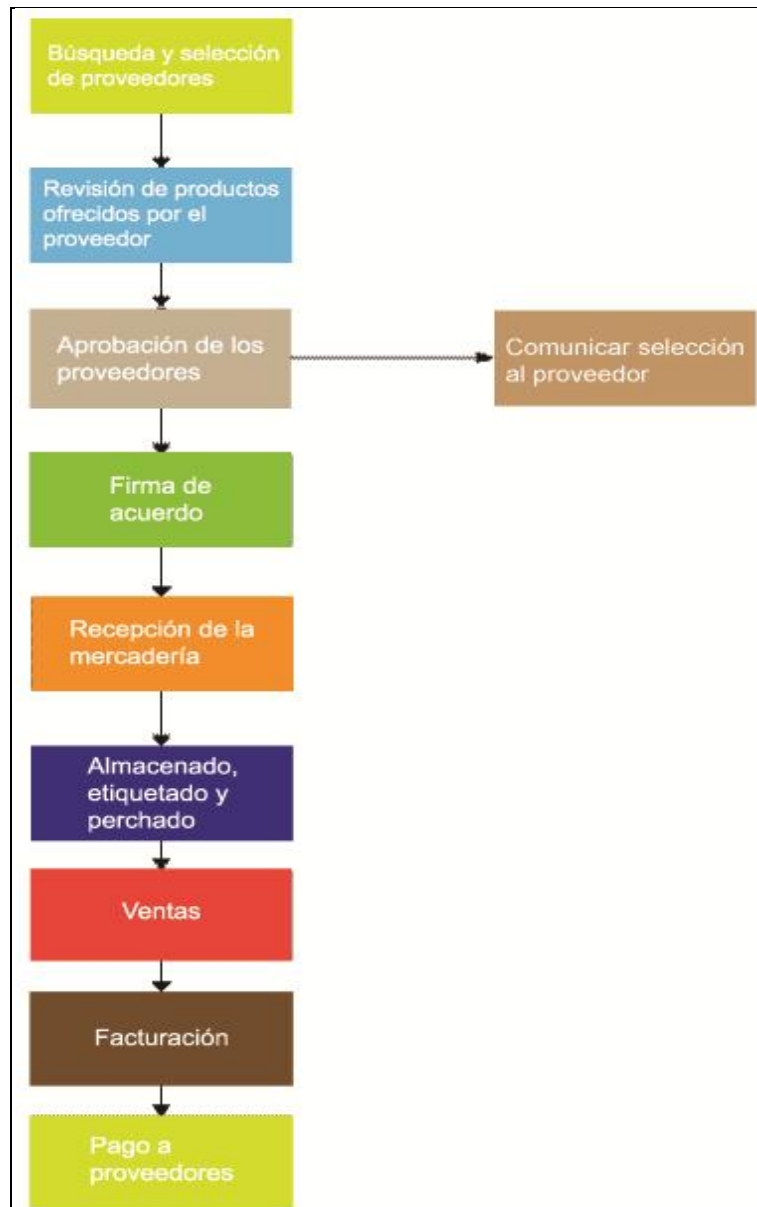 Búsqueda y selección
de proveedores
Revisión de productos
ofrecidos por el
proveedor
Aprobación de los
proveedores
Comunicar selección
al proveedor
Firma de
acuerdo
Recepción de la
mercadería
Almacenado,
etiquetado y
perchado
Ventas
Facturación
Pago a
proveedores